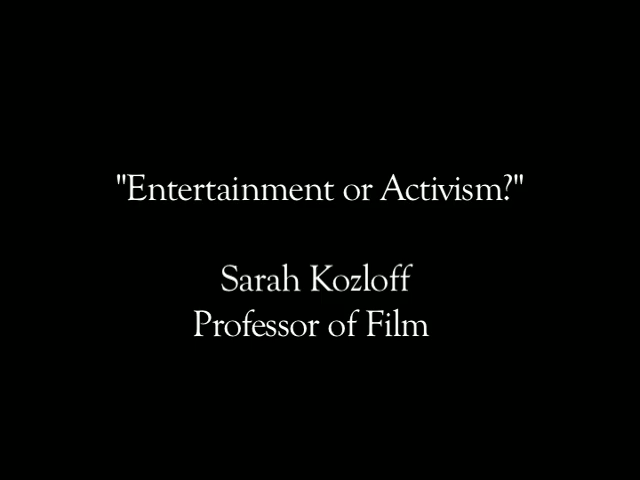 "Entertainment or Activism?"
Sarah Kozloff
Professor of Film